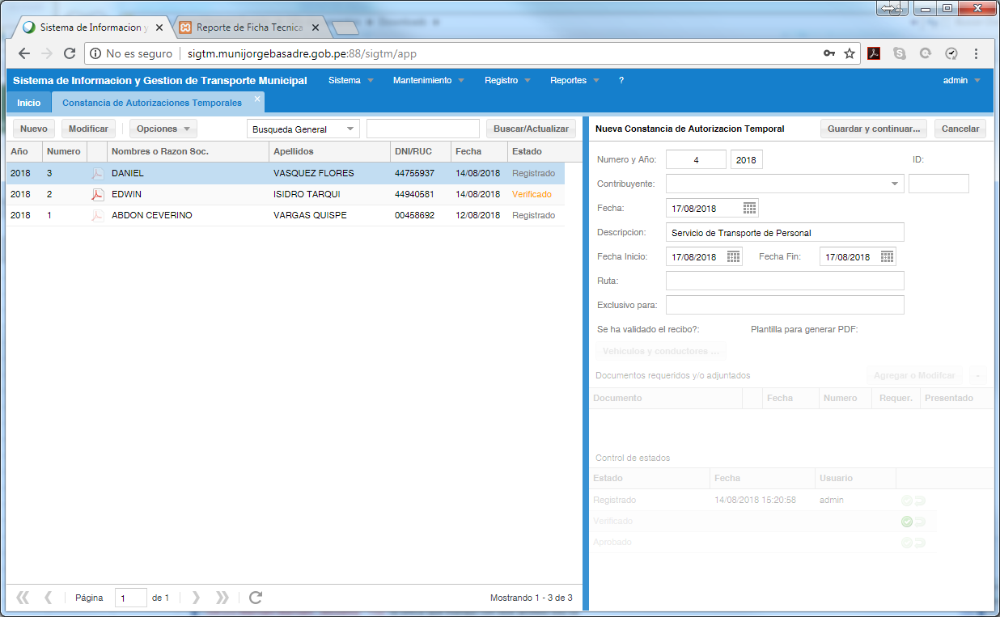 Sistema de Informacion y
Reporte de Ficha Tecnica
No es seguro
sigtm.munijorgebasadre.gob.pe:88/sigtm/app
Sistema de Informacion y Gestion de Transporte Municipal Sistema Mantenimiento Registro Reportes ? admin
Inicio Constancia de Autorizaciones Temporales
Nuevo Modificar Opciones Busqueda General Buscar/Actualizar
Año Numero Nombres o Razon Soc. Apellidos DNI/RUC Fecha Estado
2018 3 DANIEL VASQUEZ FLORES 44755937 14/08/2018 Registrado
2018 2 EDWIN ISIDRO TARQUI 44940581 14/08/2018 Verificado
2018 1 ABDON CEVERINO VARGAS QUISPE 00458692 12/08/2018 Registrado
Página 1 de 1 Mostrando 1 - 3 de 3
Nueva Constancia de Autorizacion Temporal Guardar y continuar... Cancelar
Numero y Año: 4 2018 ID:
Contribuyente:
Fecha: 17/08/2018
Descripcion: Servicio de Transporte de Personal
Fecha Inicio: 17/08/2018 Fecha Fin: 17/08/2018
Ruta:
Exclusivo para:
Se ha validado el recibo?: Plantilla para generar PDF:
Vehiculos y conductores ...
Documentos requeridos y/o adjuntados Agregar o Modifcar -
Documento Fecha Numero Requer. Presentado
Control de estados
Estado Fecha Usuario
Registrado 14/08/2018 15:20:58 admin
Verificado
Aprobado